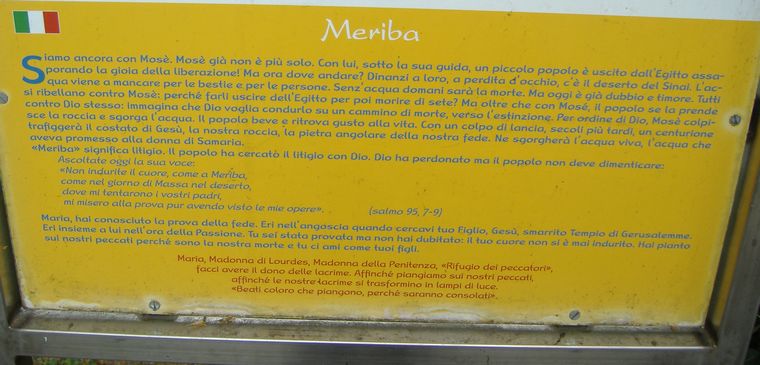 Meriba
Siamo ancora con Mosè. Mosè già non è più solo. Con lui, sotto la sua guida, un piccolo popolo è uscito dall'Egitto assa-
porando la gioia della liberazione! Ma ora dove andare? Dinanzi a loro, a perdita d'occhio, c'è il deserto del Sinai. L'ac-
qua viene a mancare per le bestie e per le persone. Senz'acqua domani sarà la morte. Ma oggi è già dubbio e timore. Tutti
si ribellano contro Mosè: perché farli uscire dell'Egitto per poi morire di sete? Ma oltre che con Mosé, il popolo se la prende
contro Dio stesso: immagina che Dio voglia condurlo su un cammino di morte, verso l'estinzione. Per ordine di Dio, Mosè colpi-
sce la roccia e sgorga l'acqua. Il popolo beve e ritrova gusto alla vita. Con un colpo di lancia, secoli più tardi, un centurione
trafiggerà il costato di Gesù, la nostra roccia, la pietra angolare della nostra fede. Ne sgorgherà l'acqua viva, l'acqua che
aveva promesso alla donna di Samaria.
«Meriba» significa litigio. Il popolo ha cercato il litigio con Dio. Dio ha perdonato ma il popolo non deve dimenticare:
Ascoltate oggi la sua voce:
«Non indurite il cuore, come a Meriba,
come nel giorno di Massa nel deserto,
dove mi tentarono i vostri padri,
mi misero alla prova pur avendo visto le mie opere». (salmo 95, 7-9)
Maria, hai conosciuto la prova della fede. Eri nell'angoscia quando cercavi tuo Figlio, Gesù, smarrito Tempio di Gerusalemme.
Eri insieme a lui nell'ora della Passione. Tu sei stata provata ma non hai dubitato: il tuo cuore non si è mai indurito. Hai pianto
sui nostri peccati perché sono la nostra morte e tu ci ami come tuoi figli.
Maria, Madonna di Lourdes, Madonna della Penitenza, «Rifugio dei peccatori»,
facci avere il dono delle lacrime. Affinché piangiamo sui nostri peccati,
affinché le nostre lacrime si trasformino in lampi di luce.
«Beati coloro che piangono, perché saranno consolati».